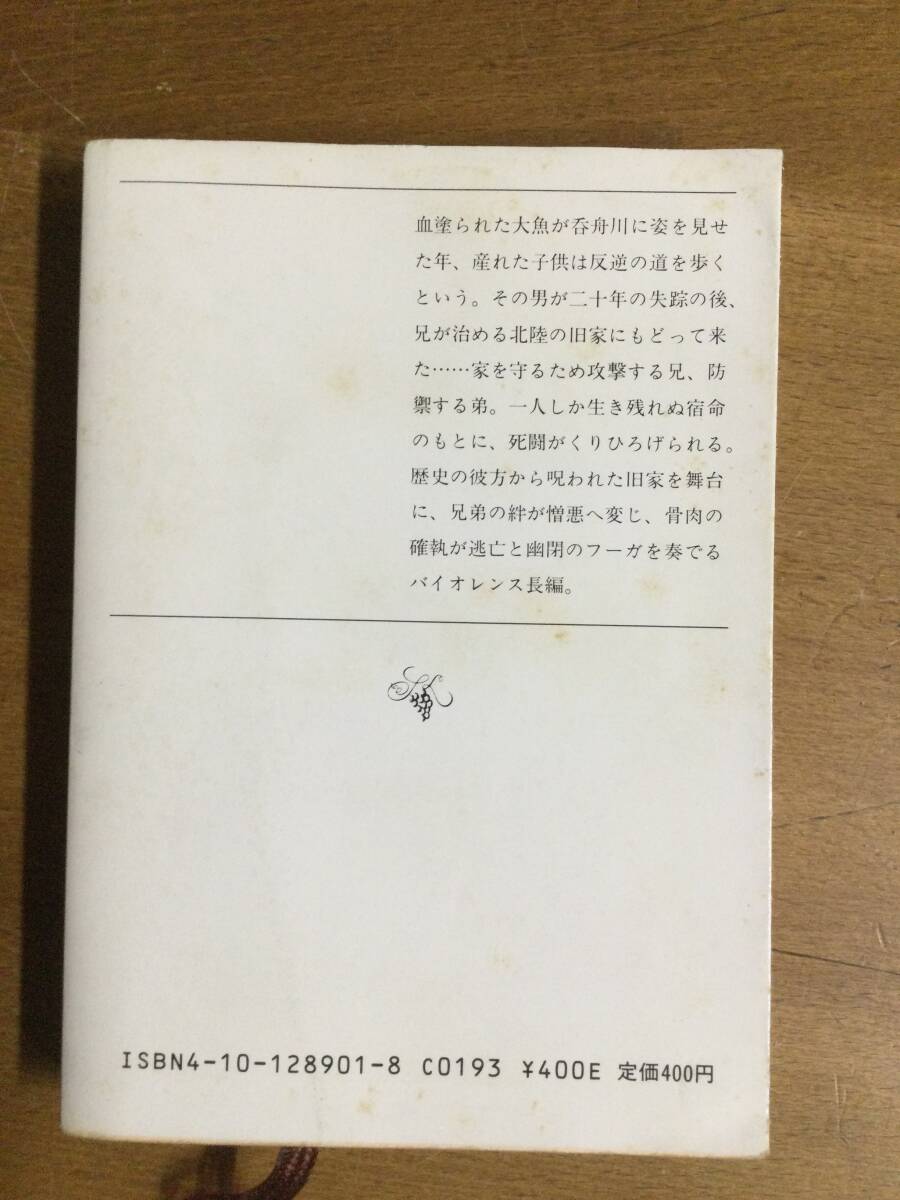 血塗られた大魚が呑舟川に姿を見せ
た年、産れた子供は反逆の道を歩く
という。その男が二十年の失踪の後、
兄が治める北陸の旧家にもどって来
た……家を守るため攻撃する兄、防
禦する弟。一人しか生き残れぬ宿命
のもとに、死闘がくりひろげられる。
歴史の彼方から呪われた旧家を舞台
に、兄弟の絆が憎悪へ変じ、骨肉の
確執が逃亡と幽閉のフーガを奏でる
バイオレンス長編。
SK
ISBN4-10-128901-8 C0193 ¥400E 定価400円